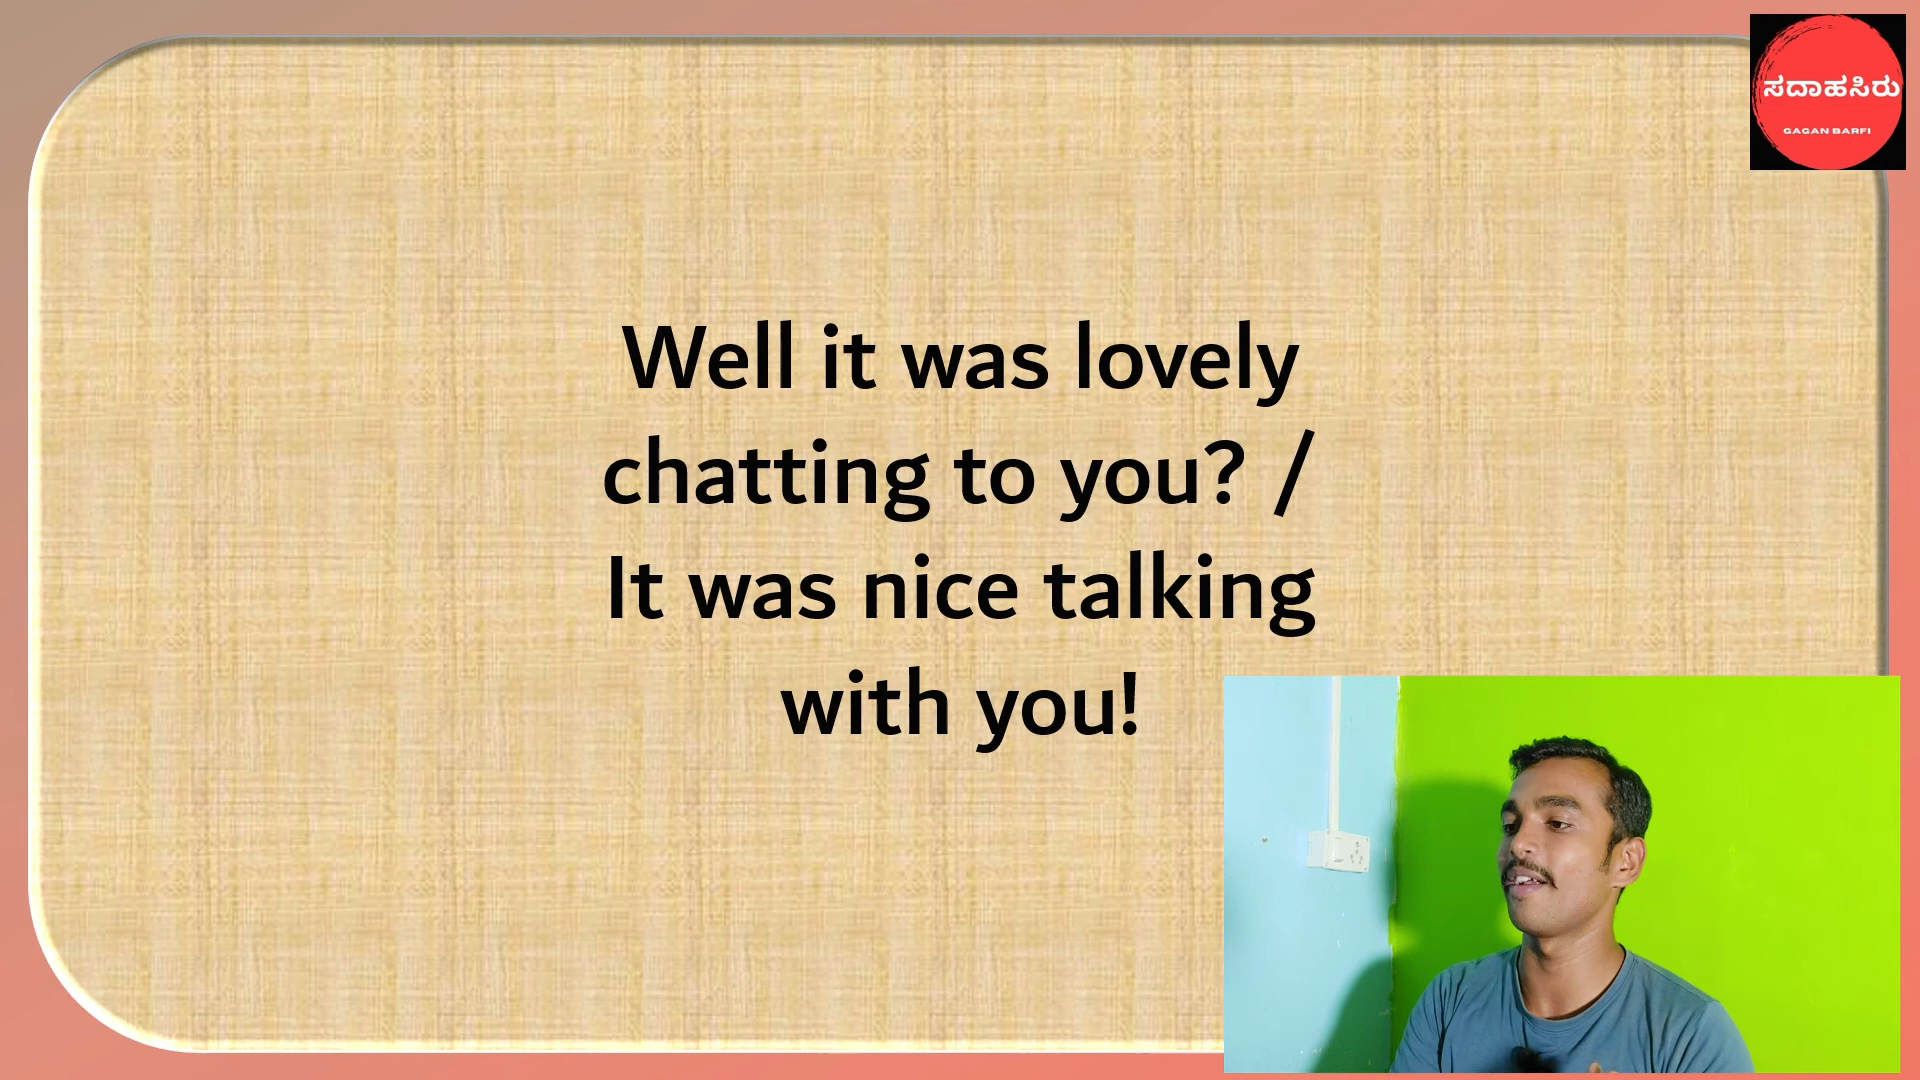 ಸದಾಹಸಿರು
GAGAN BARFI
Well it was lovely
chatting to you? /
It was nice talking
with you!